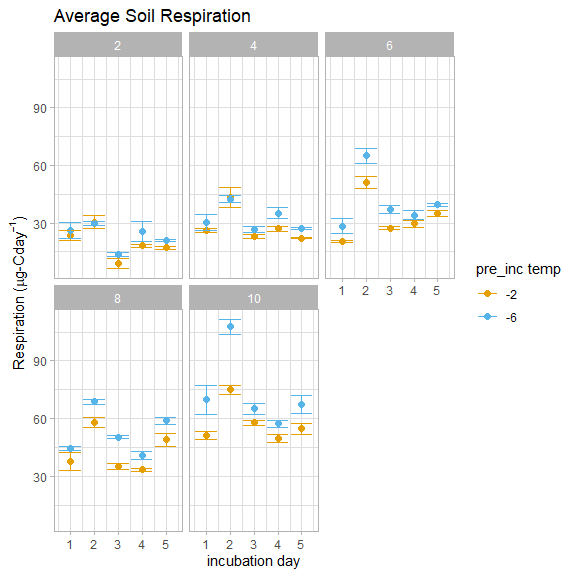 Average Soil Respiration
2 4 6
90
60
30
1 2 3 4 5
8 10
90
60
30
1 2 3 4 5 1 2 3 4 5
incubation day
Respiration (μg-Cday⁻¹)
pre_inc temp
-2
-6